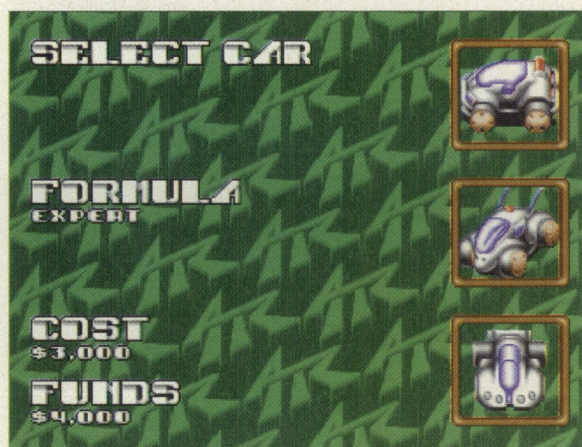 SELECT CAR
FORMULA
EXPERT
COST
$3,000
FUNDS
$4,000